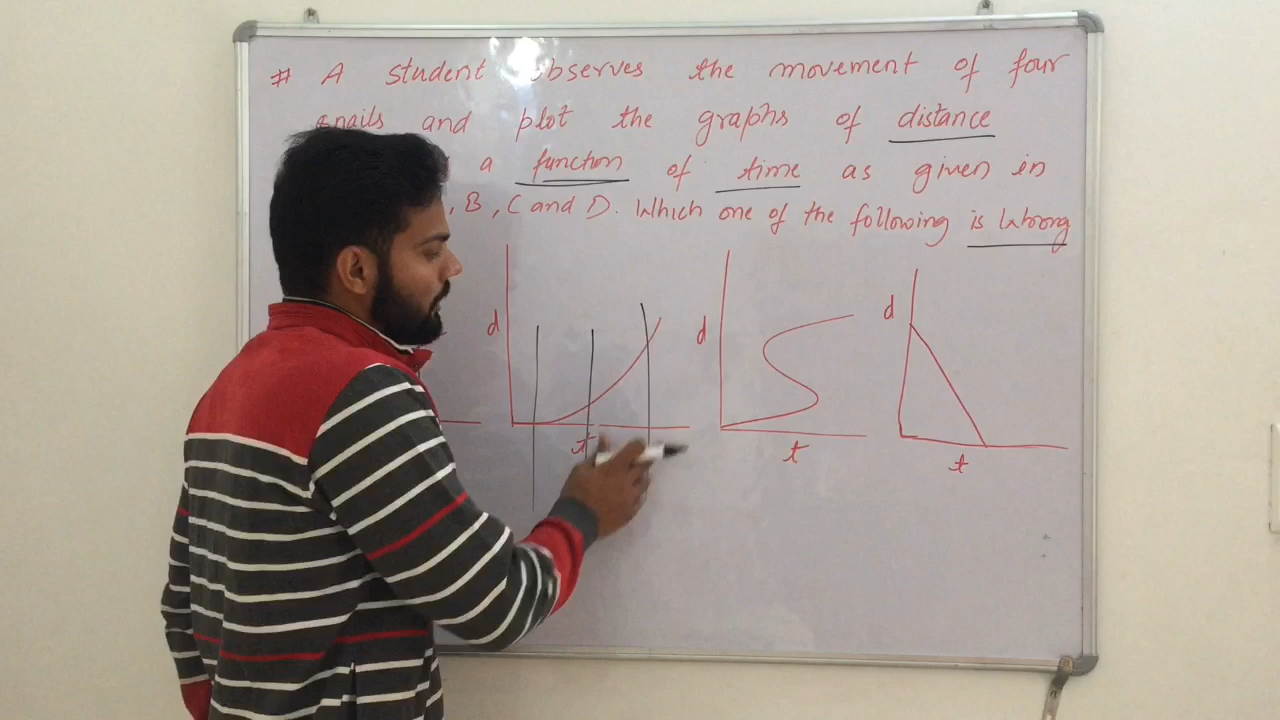 # A student observes the movement of four
snails and plot the graphs of distance
a function of time as given in
, B, C and D. Which one of the following is Wrong
d d d
t t t